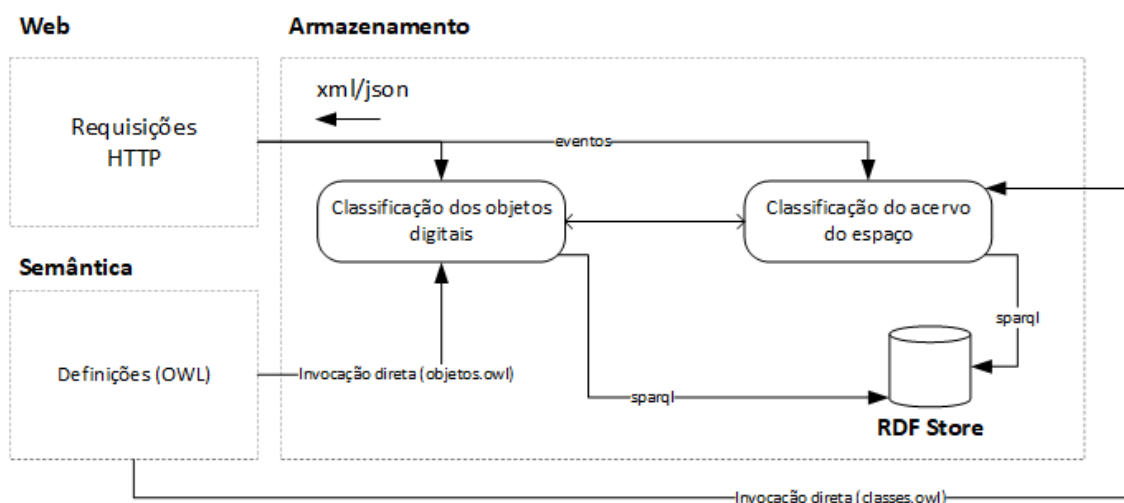 Web
Armazenamento
xml/json
Requisições
HTTP
eventos
Classificação dos objetos
digitais
Classificação do acervo
do espaço
Semântica
sparql
Definições (OWL)
Invocação direta (objetos.owl)
sparql
RDF Store
Invocação direta (classes.owl)